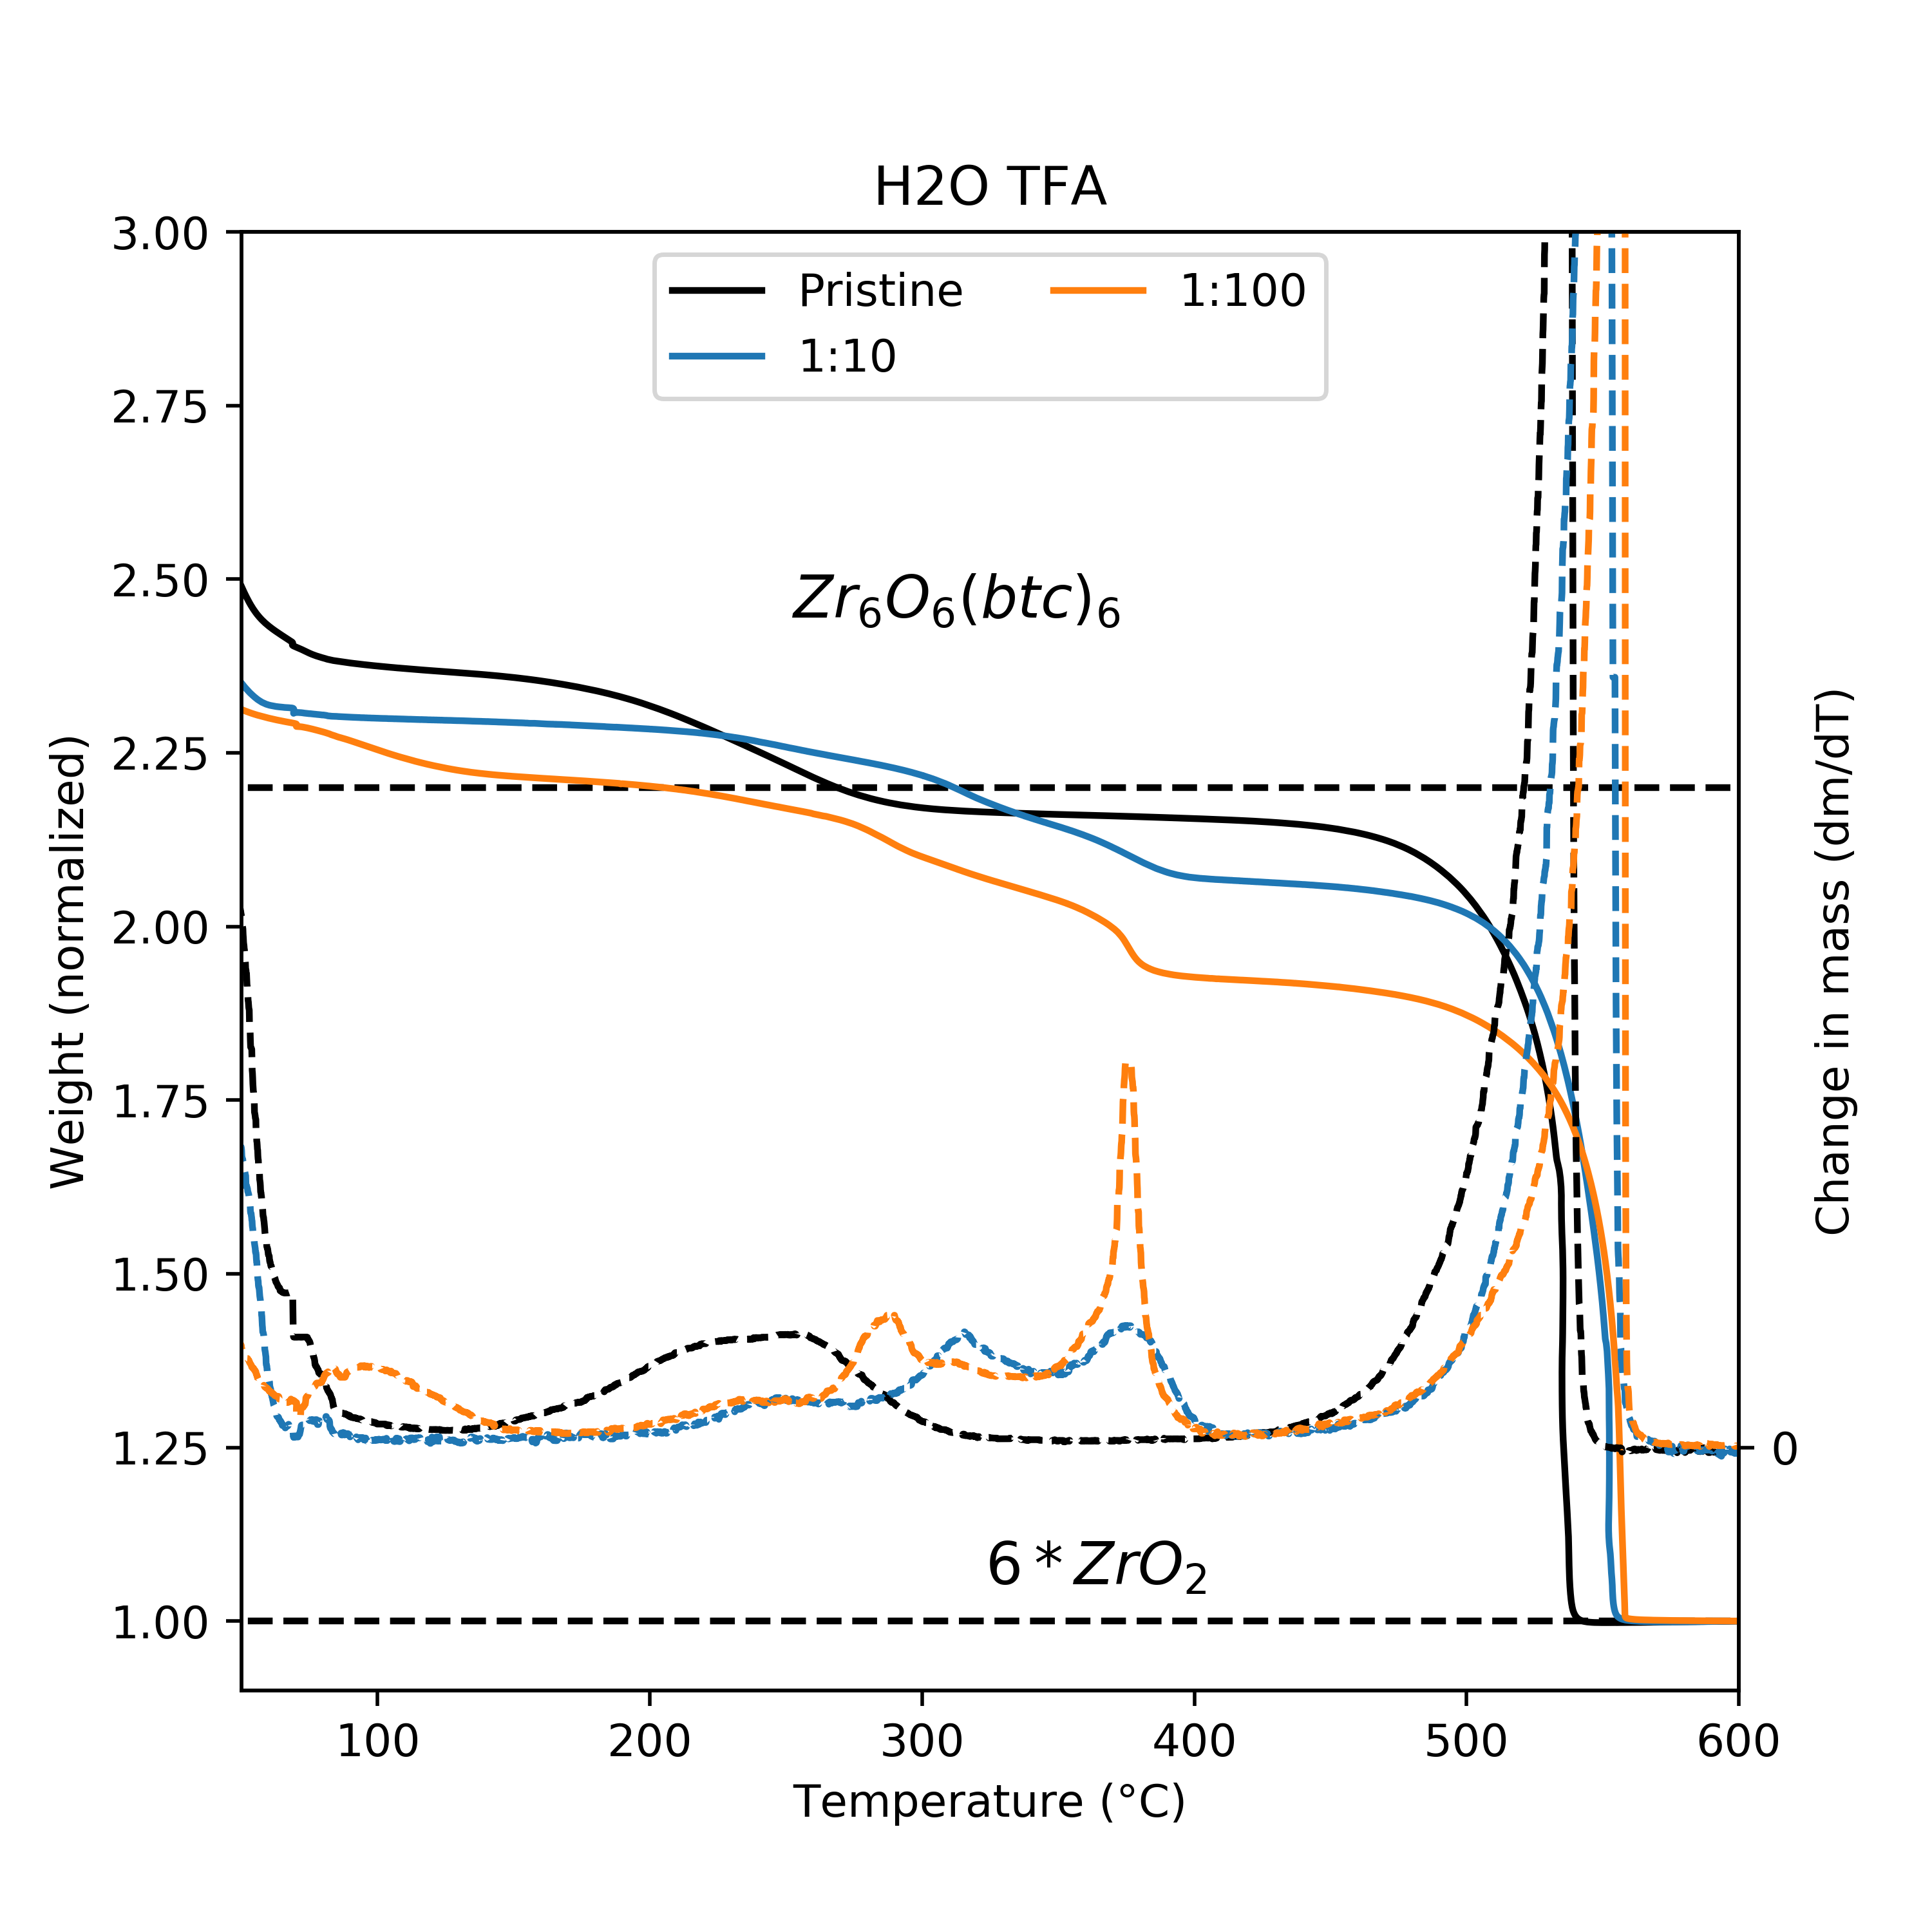 H2O TFA
Pristine
1:10
1:100
3.00
2.75
2.50
2.25
2.00
1.75
1.50
1.25
1.00
Weight (normalized)
Zr₆O₆(btc)₆
6 * ZrO₂
0
Change in mass (dm/dT)
100 200 300 400 500 600
Temperature (°C)